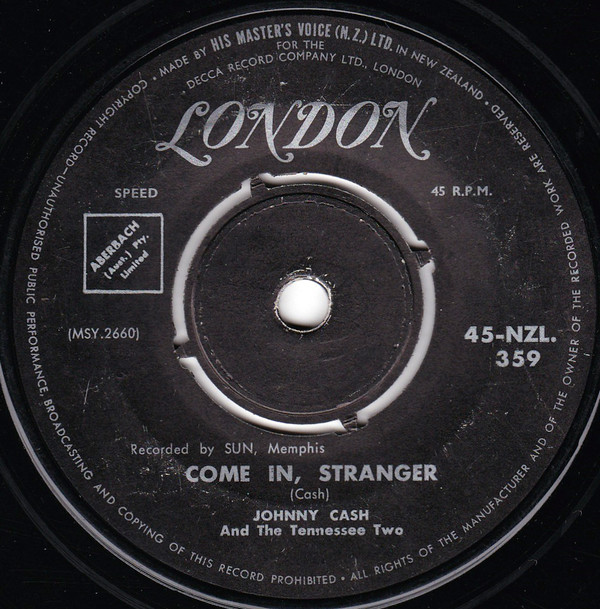 • MADE BY HIS MASTER'S VOICE (N.Z.) LTD. IN NEW ZEALAND •
FOR THE
DECCA RECORD COMPANY LTD., LONDON
LONDON
SPEED
45 R.P.M.
ABERBACH
(Aust.) Pty.
Limited
(MSY.2660)
45-NZL.
359
Recorded by SUN, Memphis
COME IN, STRANGER
(Cash)
JOHNNY CASH
And The Tennessee Two
COPYRIGHT RECORD—UNAUTHORISED PUBLIC PERFORMANCE, BROADCASTING AND COPYING OF THIS RECORD PROHIBITED • ALL RIGHTS OF THE MANUFACTURER AND OF THE OWNER OF THE RECORDED WORK ARE RESERVED •